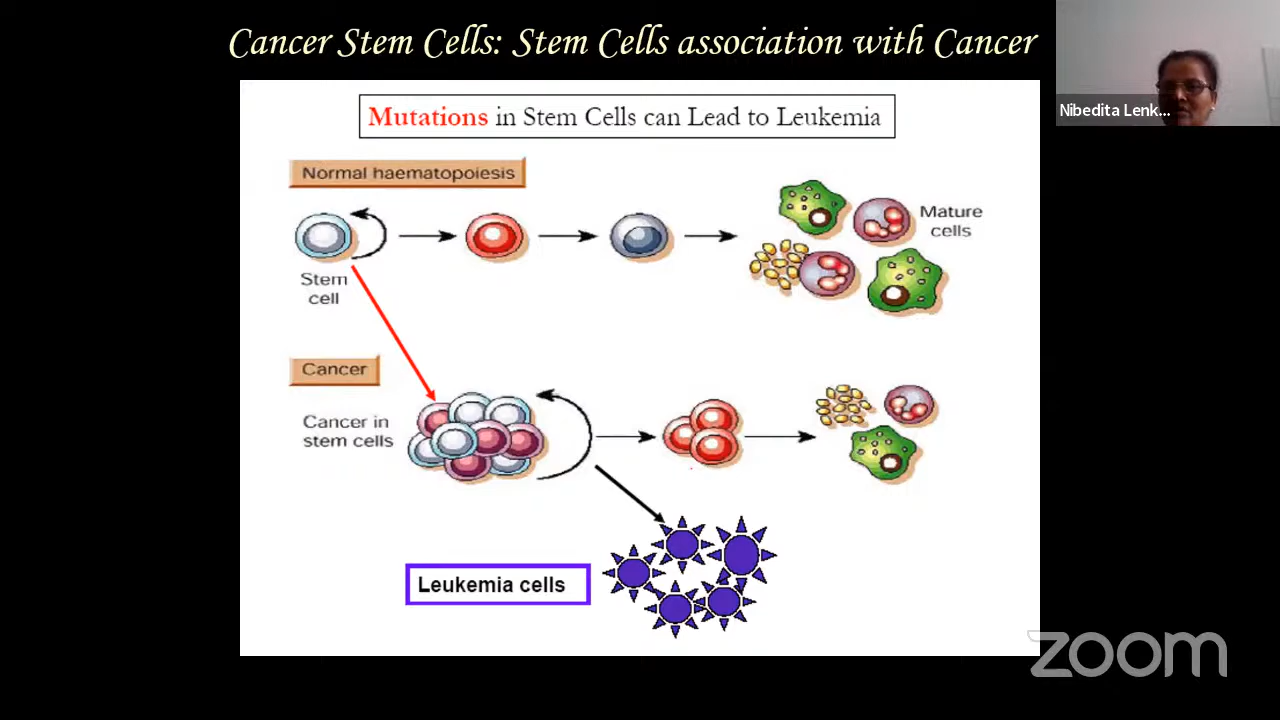 Cancer Stem Cells: Stem Cells association with Cancer
Nibedita Lenk...
Mutations in Stem Cells can Lead to Leukemia
Normal haematopoiesis
Mature
cells
Stem
cell
Cancer
Cancer in
stem cells
Leukemia cells
zoom